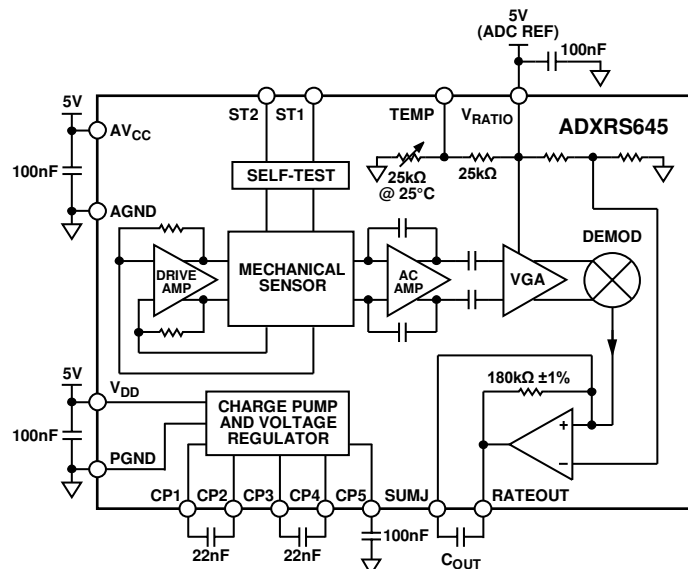 5V
(ADC REF)
100nF
5V
ST2
ST1
TEMP
VRATIO
ADXRS645
AVCC
100nF
SELF-TEST
25kΩ
@ 25°C
25kΩ
AGND
DEMOD
DRIVE
AMP
MECHANICAL
SENSOR
AC
AMP
VGA
5V
VDD
180kΩ ±1%
CHARGE PUMP
AND VOLTAGE
REGULATOR
100nF
+
–
PGND
CP1
CP2
CP3
CP4
CP5
SUMJ
RATEOUT
22nF
22nF
100nF
COUT